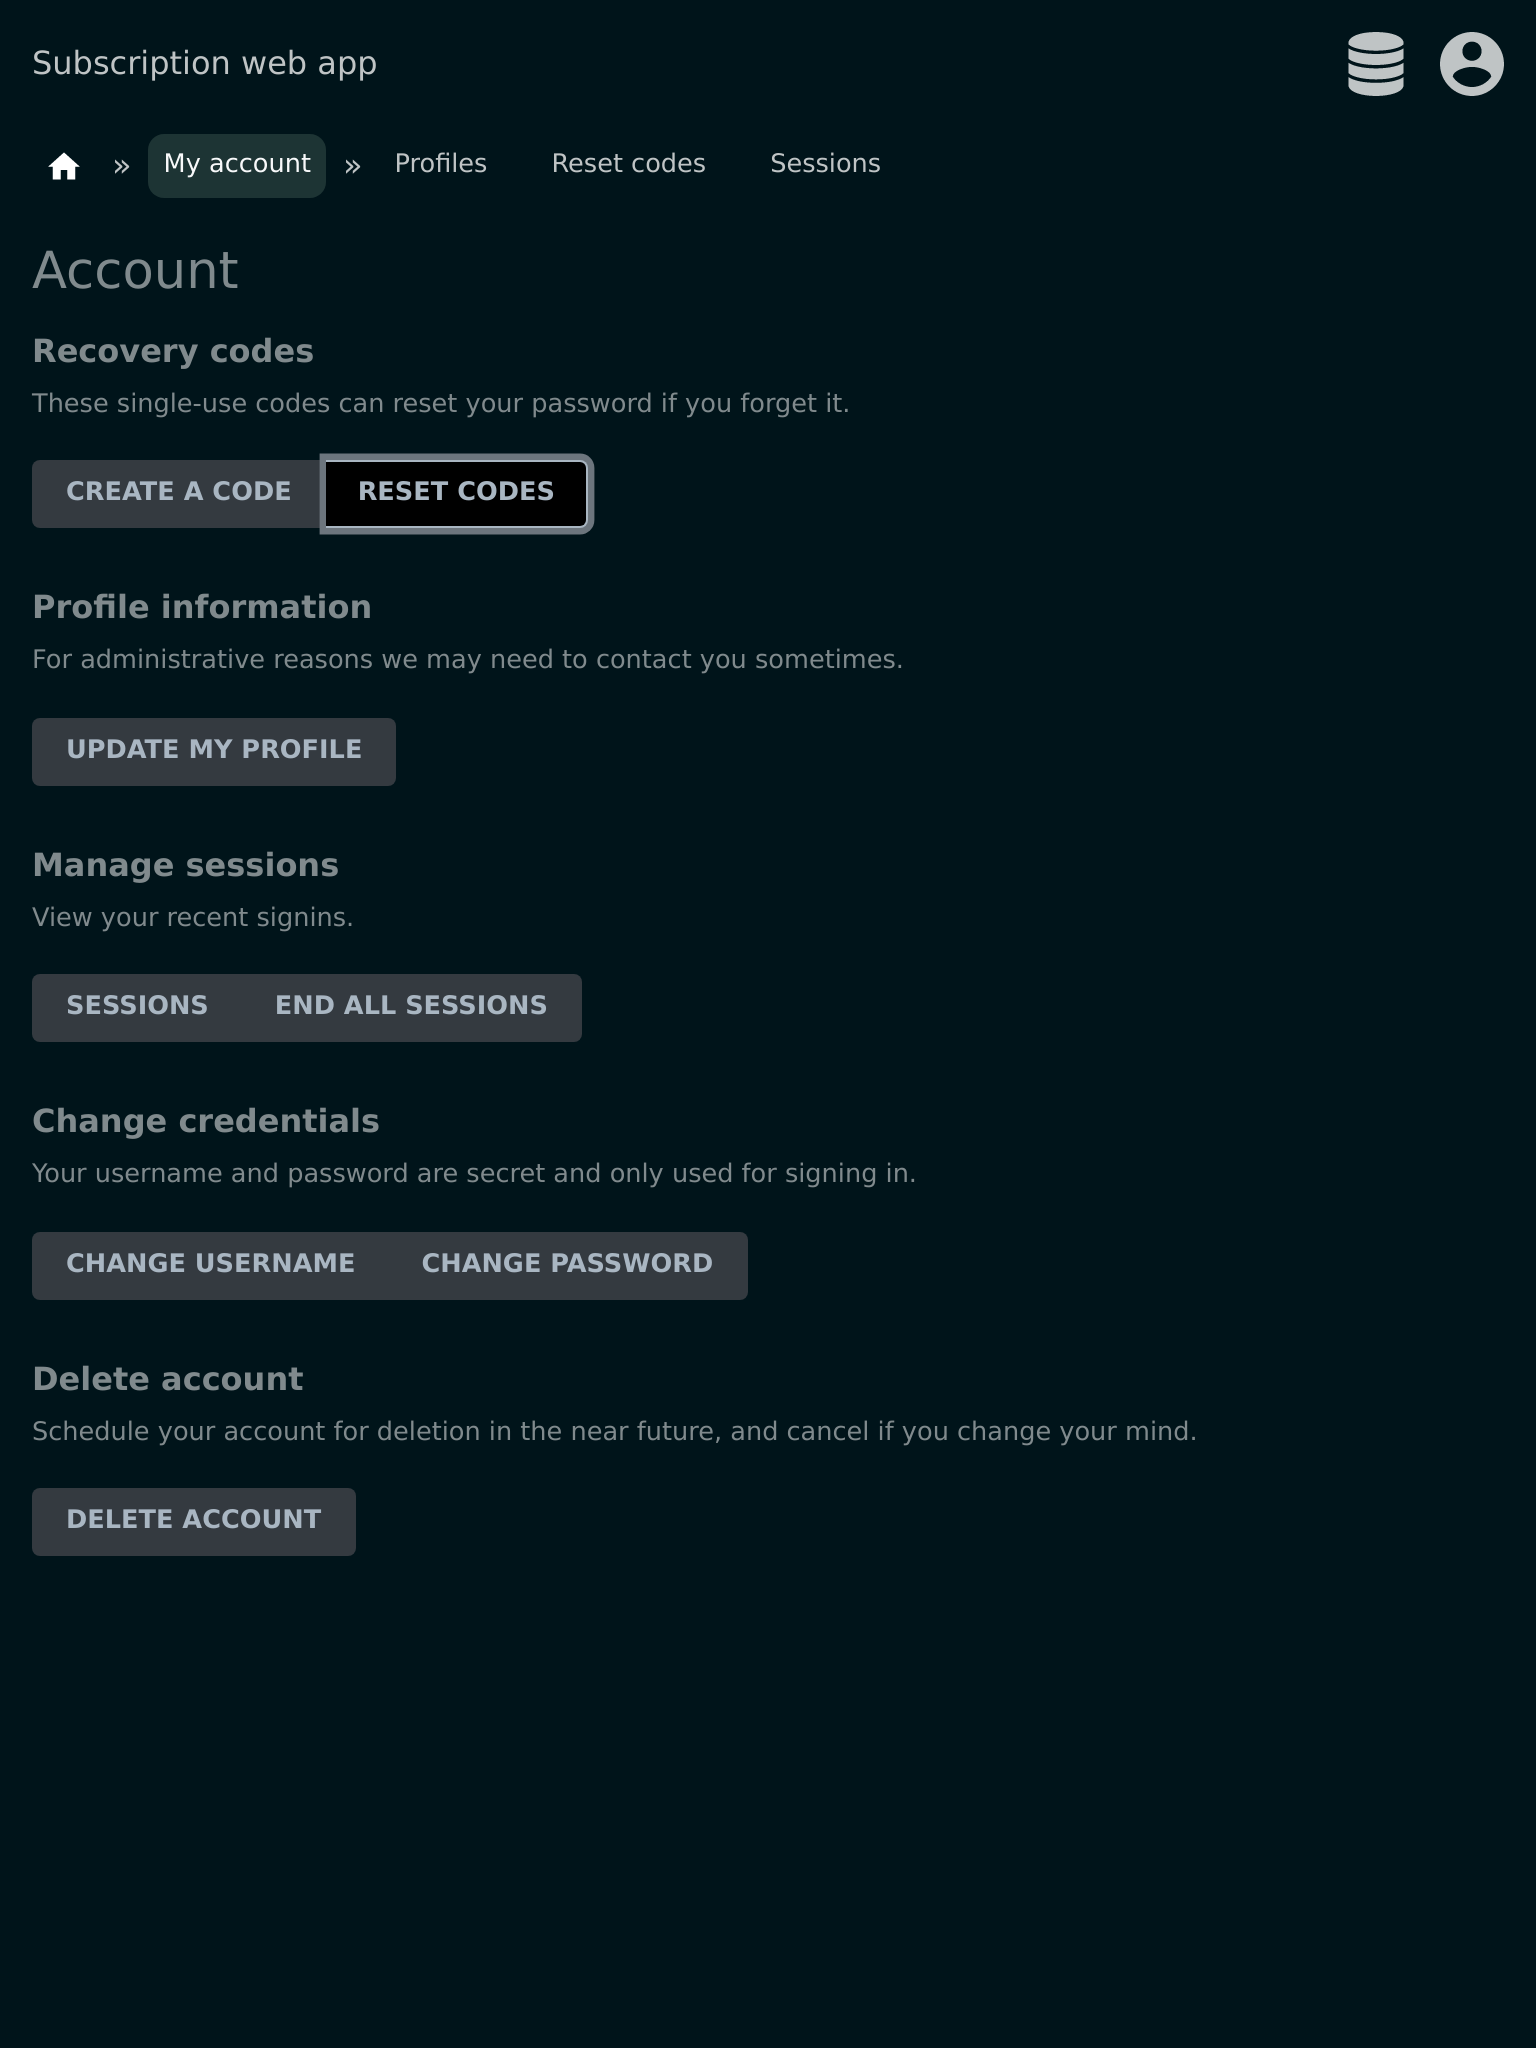 Subscription web app
» My account » Profiles Reset codes Sessions
Account
Recovery codes
These single-use codes can reset your password if you forget it.
CREATE A CODE RESET CODES
Profile information
For administrative reasons we may need to contact you sometimes.
UPDATE MY PROFILE
Manage sessions
View your recent signins.
SESSIONS END ALL SESSIONS
Change credentials
Your username and password are secret and only used for signing in.
CHANGE USERNAME CHANGE PASSWORD
Delete account
Schedule your account for deletion in the near future, and cancel if you change your mind.
DELETE ACCOUNT